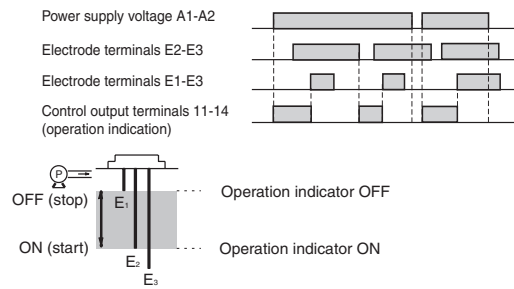 Power supply voltage A1-A2
Electrode terminals E2-E3
Electrode terminals E1-E3
Control output terminals 11-14
(operation indication)
P
OFF (stop)
E1
Operation indicator OFF
ON (start)
E2
Operation indicator ON
E3